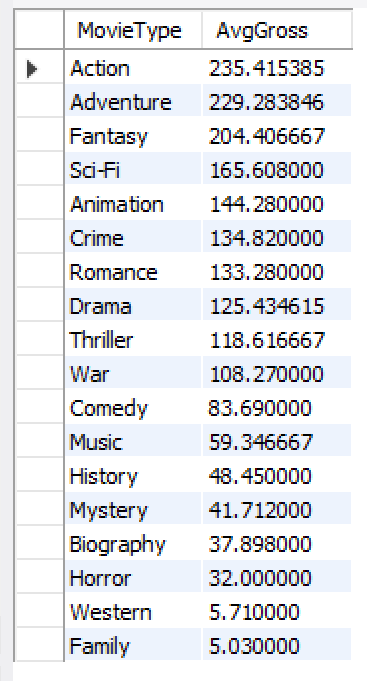 MovieType AvgGross
Action 235.415385
Adventure 229.283846
Fantasy 204.406667
Sci-Fi 165.608000
Animation 144.280000
Crime 134.820000
Romance 133.280000
Drama 125.434615
Thriller 118.616667
War 108.270000
Comedy 83.690000
Music 59.346667
History 48.450000
Mystery 41.712000
Biography 37.898000
Horror 32.000000
Western 5.710000
Family 5.030000